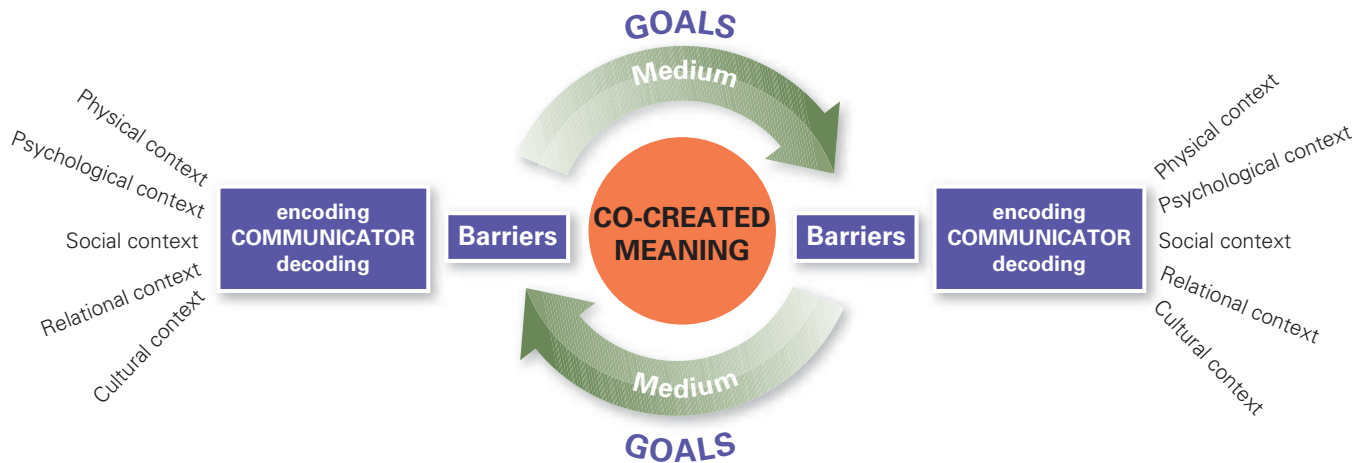 GOALS
Medium
Physical context
Psychological context
Social context
Relational context
Cultural context
encoding
COMMUNICATOR
decoding
Barriers
CO-CREATED
MEANING
Barriers
encoding
COMMUNICATOR
decoding
Physical context
Psychological context
Social context
Relational context
Cultural context
Medium
GOALS